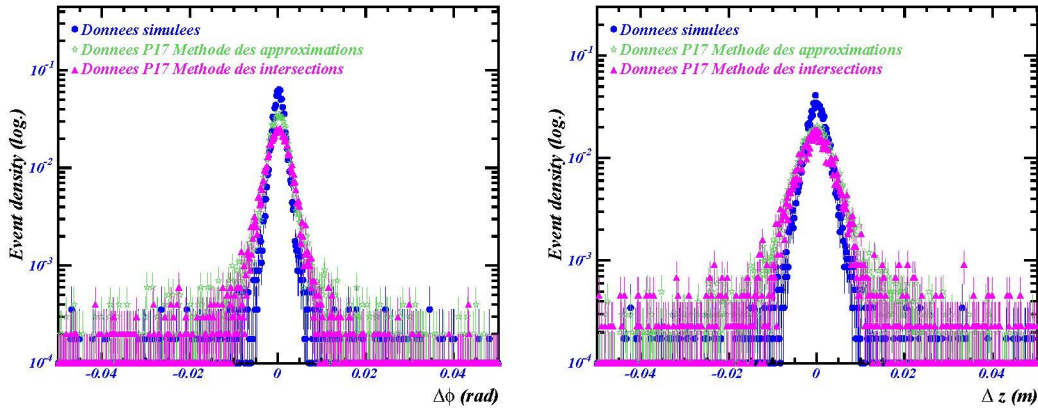 Donnees simulees
Donnees P17 Methode des approximations
Donnees P17 Methode des intersections
Event density (log.)
10⁻¹
10⁻²
10⁻³
10⁻⁴
-0.04 -0.02 0 0.02 0.04
Δϕ (rad)
Donnees simulees
Donnees P17 Methode des approximations
Donnees P17 Methode des intersections
Event density (log.)
10⁻¹
10⁻²
10⁻³
10⁻⁴
-0.04 -0.02 0 0.02 0.04
Δ z (m)